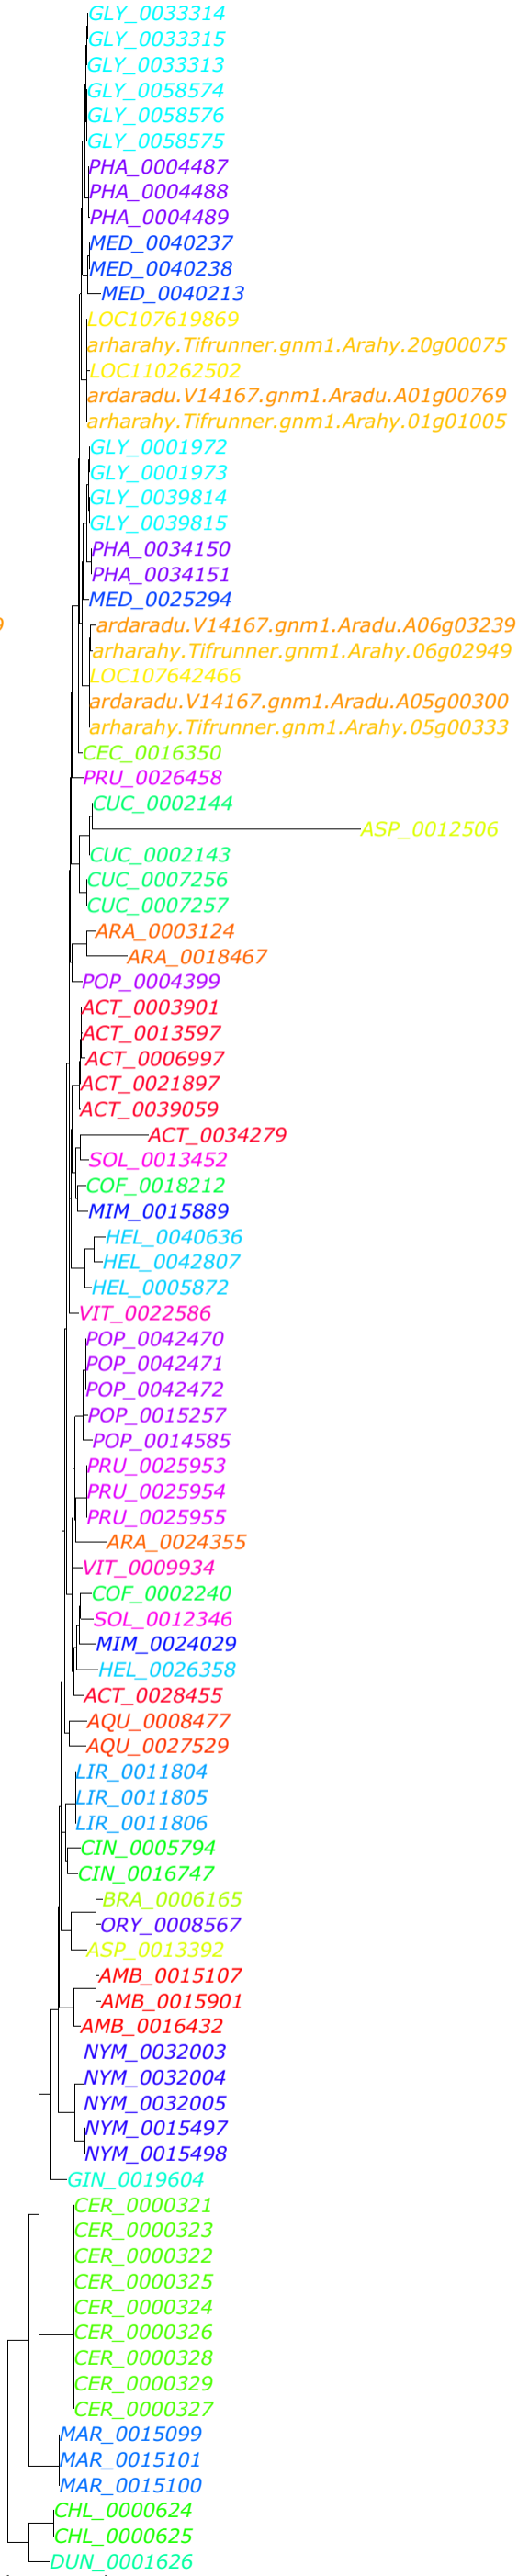 GLY_0033314
GLY_0033315
GLY_0033313
GLY_0058574
GLY_0058576
GLY_0058575
PHA_0004487
PHA_0004488
PHA_0004489
MED_0040237
MED_0040238
MED_0040213
LOC107619869
arharahy.Tifrunner.gnm1.Arahy.20g00075
LOC110262502
ardaradu.V14167.gnm1.Aradu.A01g00769
arharahy.Tifrunner.gnm1.Arahy.01g01005
GLY_0001972
GLY_0001973
GLY_0039814
GLY_0039815
PHA_0034150
PHA_0034151
MED_0025294
ardaradu.V14167.gnm1.Aradu.A06g03239
arharahy.Tifrunner.gnm1.Arahy.06g02949
LOC107642466
ardaradu.V14167.gnm1.Aradu.A05g00300
arharahy.Tifrunner.gnm1.Arahy.05g00333
CEC_0016350
PRU_0026458
CUC_0002144
ASP_0012506
CUC_0002143
CUC_0007256
CUC_0007257
ARA_0003124
ARA_0018467
POP_0004399
ACT_0003901
ACT_0013597
ACT_0006997
ACT_0021897
ACT_0039059
ACT_0034279
SOL_0013452
COF_0018212
MIM_0015889
HEL_0040636
HEL_0042807
HEL_0005872
VIT_0022586
POP_0042470
POP_0042471
POP_0042472
POP_0015257
POP_0014585
PRU_0025953
PRU_0025954
PRU_0025955
ARA_0024355
VIT_0009934
COF_0002240
SOL_0012346
MIM_0024029
HEL_0026358
ACT_0028455
AQU_0008477
AQU_0027529
LIR_0011804
LIR_0011805
LIR_0011806
CIN_0005794
CIN_0016747
BRA_0006165
ORY_0008567
ASP_0013392
AMB_0015107
AMB_0015901
AMB_0016432
NYM_0032003
NYM_0032004
NYM_0032005
NYM_0015497
NYM_0015498
GIN_0019604
CER_0000321
CER_0000323
CER_0000322
CER_0000325
CER_0000324
CER_0000326
CER_0000328
CER_0000329
CER_0000327
MAR_0015099
MAR_0015101
MAR_0015100
CHL_0000624
CHL_0000625
DUN_0001626